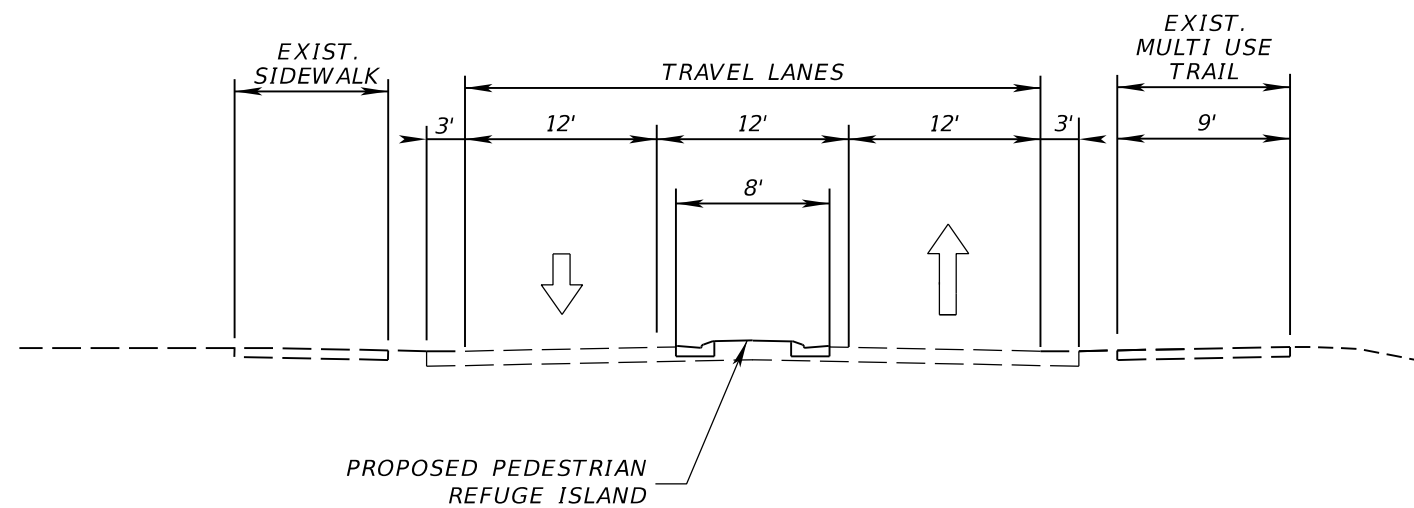 EXIST.
SIDEWALK
TRAVEL LANES
EXIST.
MULTI USE
TRAIL
3'
12'
12'
12'
3'
9'
8'
PROPOSED PEDESTRIAN
REFUGE ISLAND